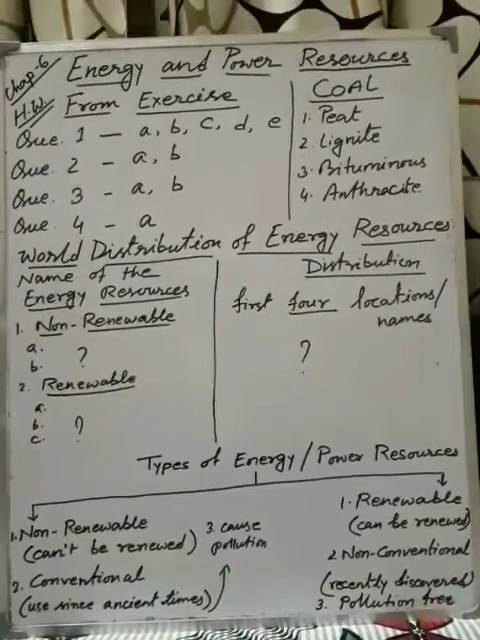 Chap. 6
Energy and Power Resources
H.W. From Exercise
Que. 1 — a, b, c, d, e
Que. 2 - a, b
Que. 3 - a, b
Que. 4 - a
COAL
1. Peat
2. Lignite
3. Bituminous
4. Anthracite
World Distribution of Energy Resources
Name of the
Energy Resources
1. Non-Renewable
a.
b. ?
2. Renewable
a.
b. ?
c.
Distribution
first four locations/
names
?
Types of Energy/Power Resources
1. Non-Renewable
(can't be renewed)
2. Conventional
(use since ancient times)
3. cause
pollution
1. Renewable
(can be renewed)
2 Non-Conventional
(recently discovered)
3. Pollution free